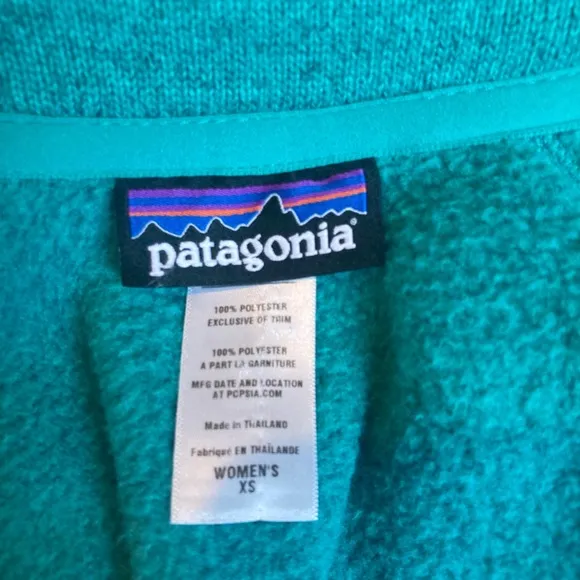 patagonia®
100% POLYESTER
EXCLUSIVE OF TRIM
100% POLYESTER
A PART LA GARNITURE
MFG DATE AND LOCATION
AT PCPSIA.COM
Made in THAILAND
Fabriqué EN THAÏLANDE
WOMEN'S
XS